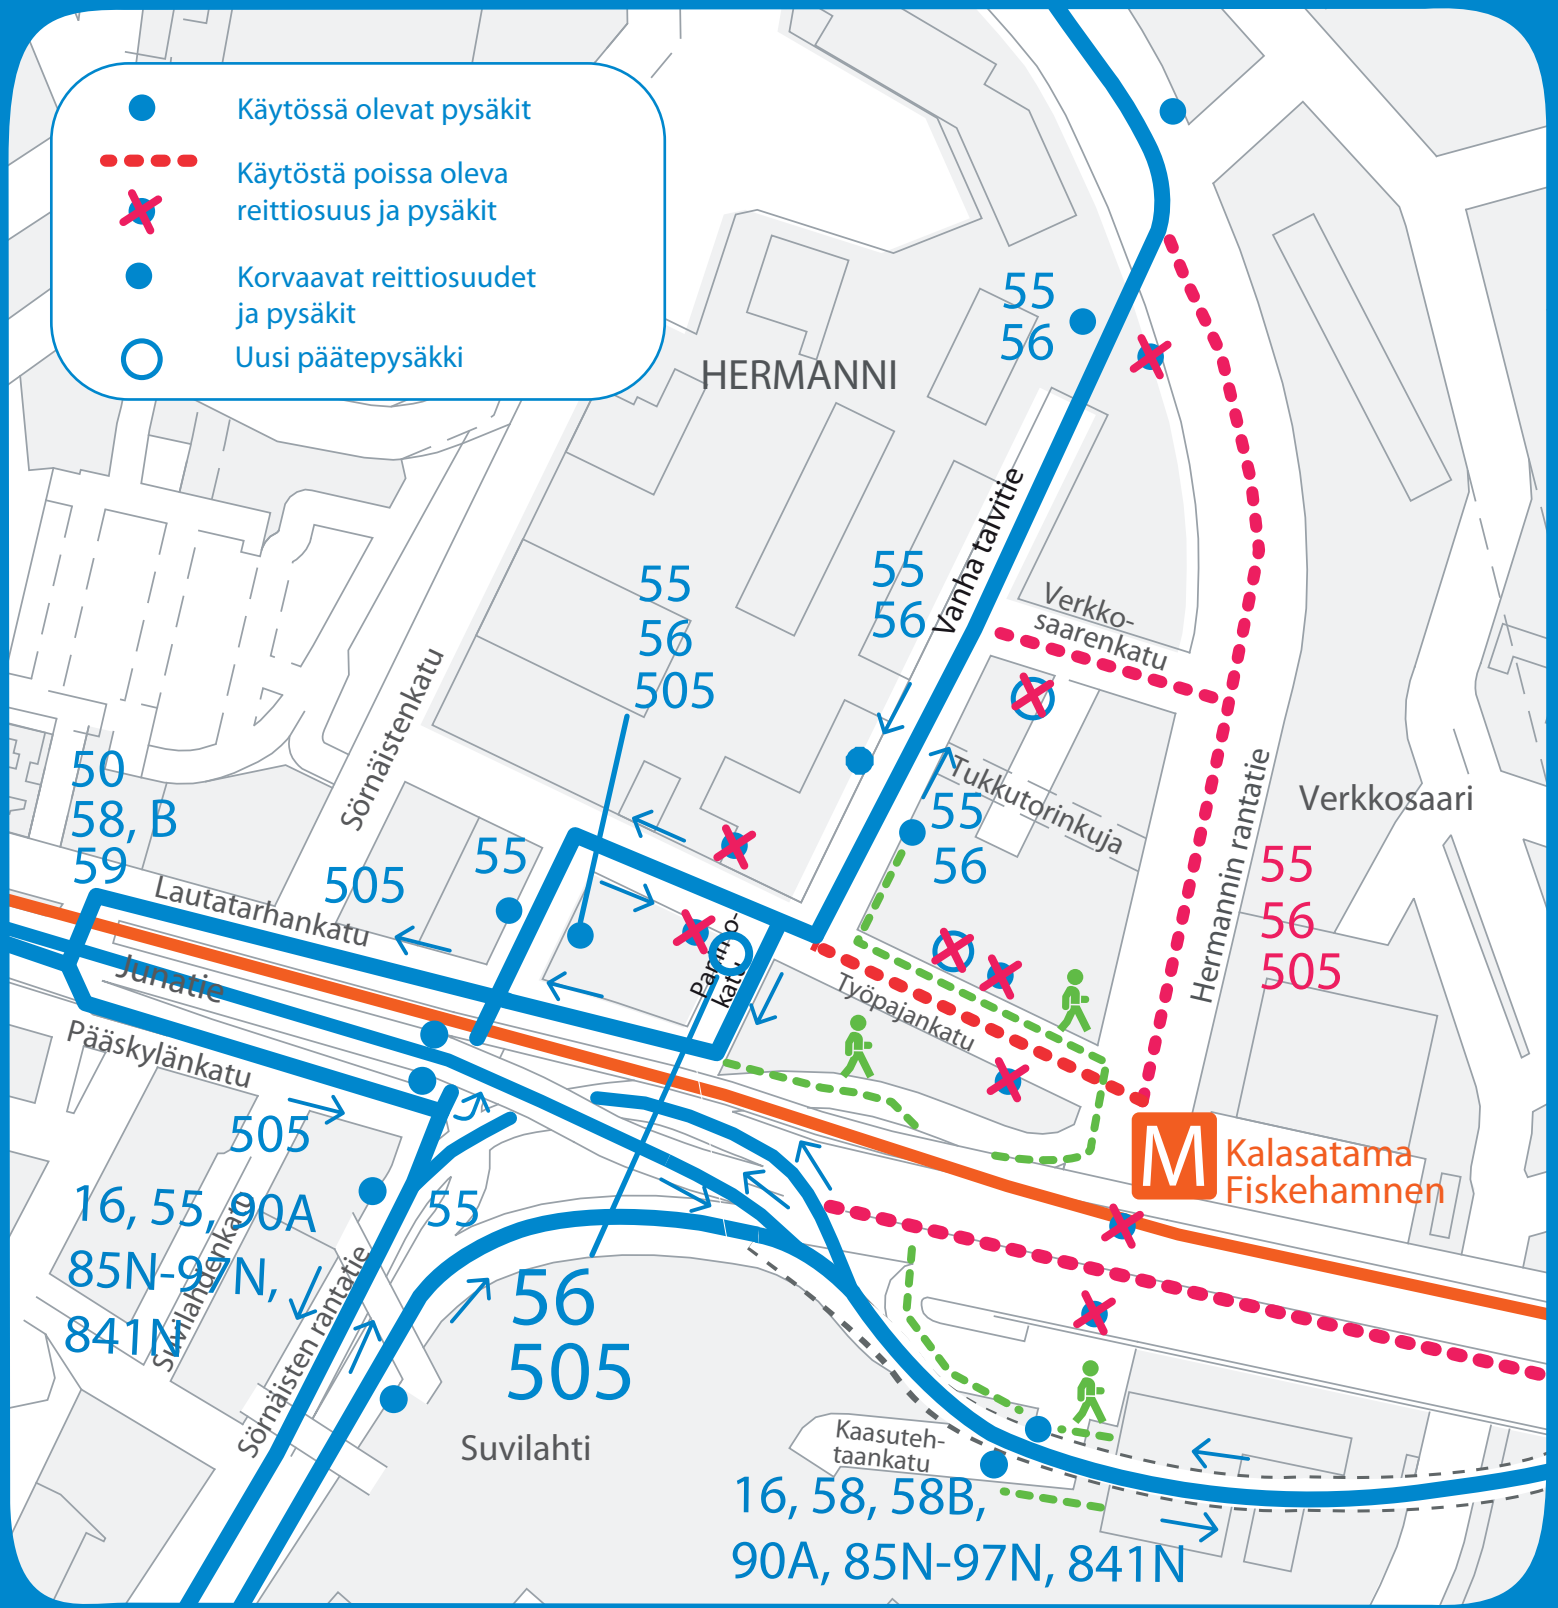 Käytössä olevat pysäkit
Käytöstä poissa oleva
reittiosuus ja pysäkit
Korvaavat reittiosuudet
ja pysäkit
Uusi päätepysäkki
55
56
HERMANNI
Vanha talvitie
55
56
505
55
56
Verkko-
saarenkatu
Sörnäistenkatu
50
58, B
59
Lautatarhankatu
505
55
Tukkutorinkuja
55
56
Hermannin rantatie
Verkkosaari
55
56
505
Junatie
Työpajankatu
Pääskylänkatu
505
16, 55, 90A
85N-97N,
841N
55
Suvilahdenkatu
Sörnäisten rantatie
M
Kalasatama
Fiskehamnen
56
505
Suvilahti
Kaasuteh-
taankatu
16, 58, 58B,
90A, 85N-97N, 841N